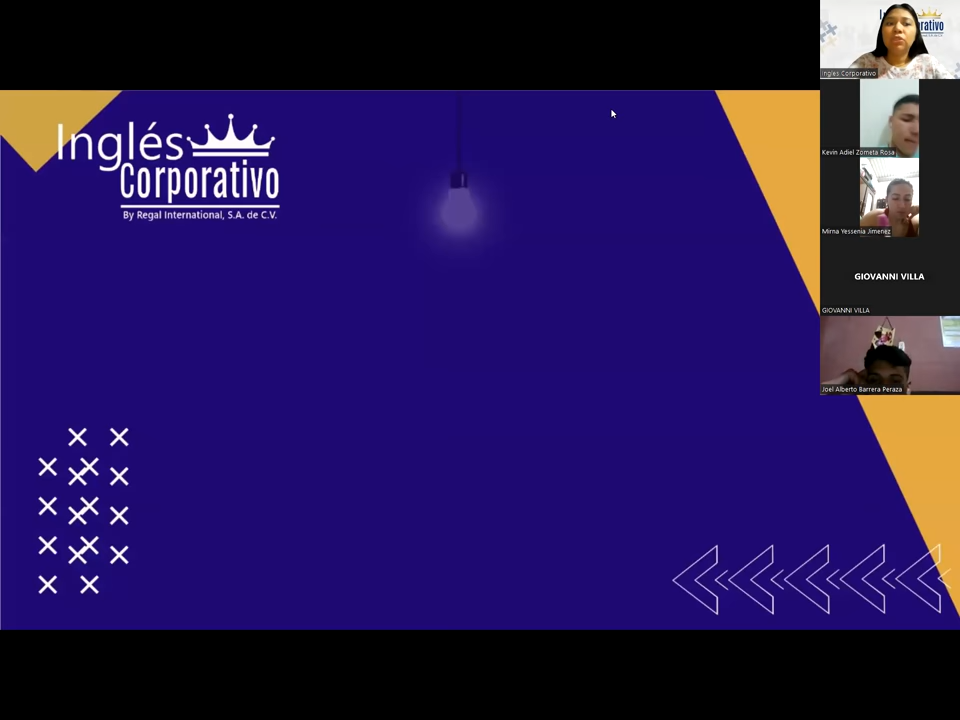 Inglés
Corporativo
By Regal International, S.A. de C.V.
Inglés Corporativo
Kevin Adiel Zometa Rosa
Mirna Yessenia Jimenez
GIOVANNI VILLA
GIOVANNI VILLA
Joel Alberto Barrera Peraza